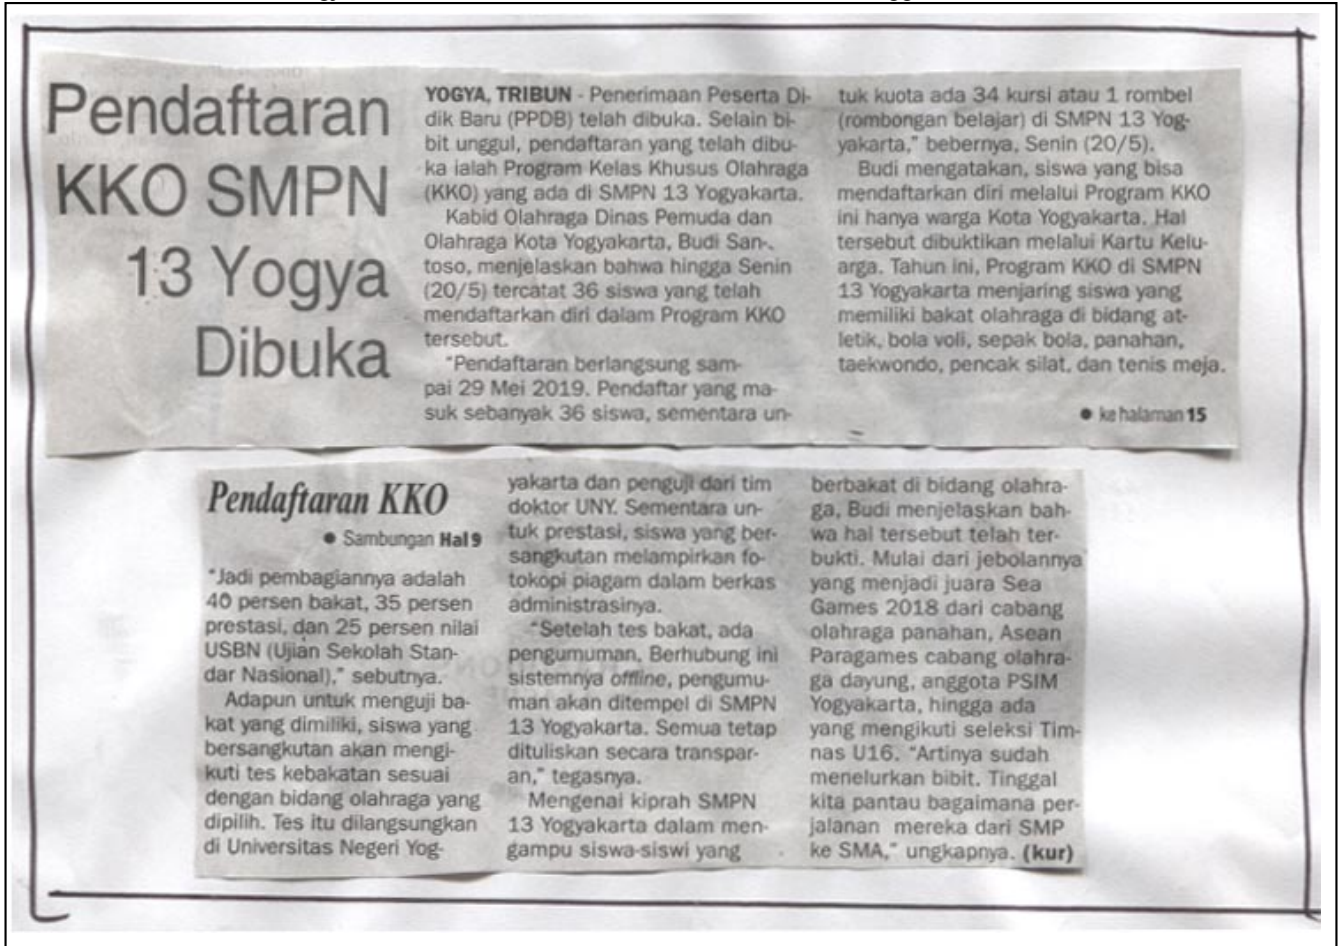 Pendaftaran
KKO SMPN
13 Yogya
Dibuka
YOGYA, TRIBUN - Penerimaan Peserta Di-
dik Baru (PPDB) telah dibuka. Selain bi-
bit unggul, pendaftaran yang telah dibu-
ka ialah Program Kelas Khusus Olahraga
(KKO) yang ada di SMPN 13 Yogyakarta.
Kabid Olahraga Dinas Pemuda dan
Olahraga Kota Yogyakarta, Budi San-
toso, menjelaskan bahwa hingga Senin
(20/5) tercatat 36 siswa yang telah
mendaftarkan diri dalam Program KKO
tersebut.
"Pendaftaran berlangsung sam-
pai 29 Mei 2019. Pendaftar yang ma-
suk sebanyak 36 siswa, sementara un-
tuk kuota ada 34 kursi atau 1 rombel
(rombongan belajar) di SMPN 13 Yog-
yakarta," bebernya, Senin (20/5).
Budi mengatakan, siswa yang bisa
mendaftarkan diri melalui Program KKO
ini hanya warga Kota Yogyakarta. Hal
tersebut dibuktikan melalui Kartu Kelu-
arga. Tahun ini, Program KKO di SMPN
13 Yogyakarta menjaring siswa yang
memiliki bakat olahraga di bidang at-
letik, bola voli, sepak bola, panahan,
taekwondo, pencak silat, dan tenis meja.
● ke halaman 15
Pendaftaran KKO
● Sambungan Hal 9
"Jadi pembagiannya adalah
40 persen bakat, 35 persen
prestasi, dan 25 persen nilai
USBN (Ujian Sekolah Stan-
dar Nasional)," sebutnya.
Adapun untuk menguji ba-
kat yang dimiliki, siswa yang
bersangkutan akan mengi-
kuti tes kebakatan sesuai
dengan bidang olahraga yang
dipilih. Tes itu dilangsungkan
di Universitas Negeri Yog-
yakarta dan penguji dari tim
doktor UNY. Sementara un-
tuk prestasi, siswa yang ber-
sangkutan melampirkan fo-
tokopi piagam dalam berkas
administrasinya.
"Setelah tes bakat, ada
pengumuman. Berhubung ini
sistemnya offline, pengumu-
man akan ditempel di SMPN
13 Yogyakarta. Semua tetap
dituliskan secara transpar-
an," tegasnya.
Mengenai kiprah SMPN
13 Yogyakarta dalam men-
gampu siswa-siswi yang
berbakat di bidang olahra-
ga, Budi menjelaskan bah-
wa hal tersebut telah ter-
bukti. Mulai dari jebolannya
yang menjadi juara Sea
Games 2018 dari cabang
olahraga panahan, Asean
Paragames cabang olahra-
ga dayung, anggota PSIM
Yogyakarta, hingga ada
yang mengikuti seleksi Tim-
nas U16. "Artinya sudah
menelurkan bibit. Tinggal
kita pantau bagaimana per-
jalanan mereka dari SMP
ke SMA," ungkapnya. (kur)